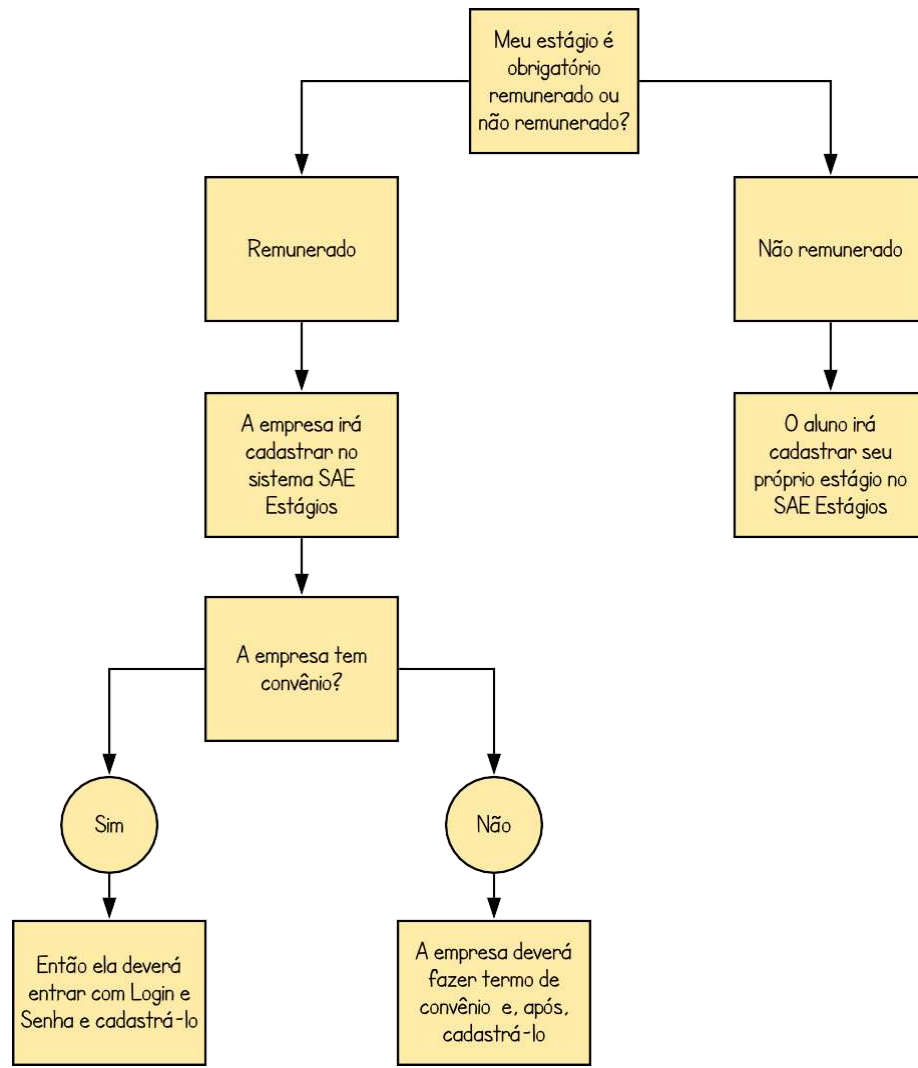 Meu estágio é
obrigatório
remunerado ou
não remunerado?
Remunerado
Não remunerado
A empresa irá
cadastrar no
sistema SAE
Estágios
O aluno irá
cadastrar seu
próprio estágio no
SAE Estágios
A empresa tem
convênio?
Sim
Não
Então ela deverá
entrar com Login e
Senha e cadastrá-lo
A empresa deverá
fazer termo de
convênio e, após,
cadastrá-lo